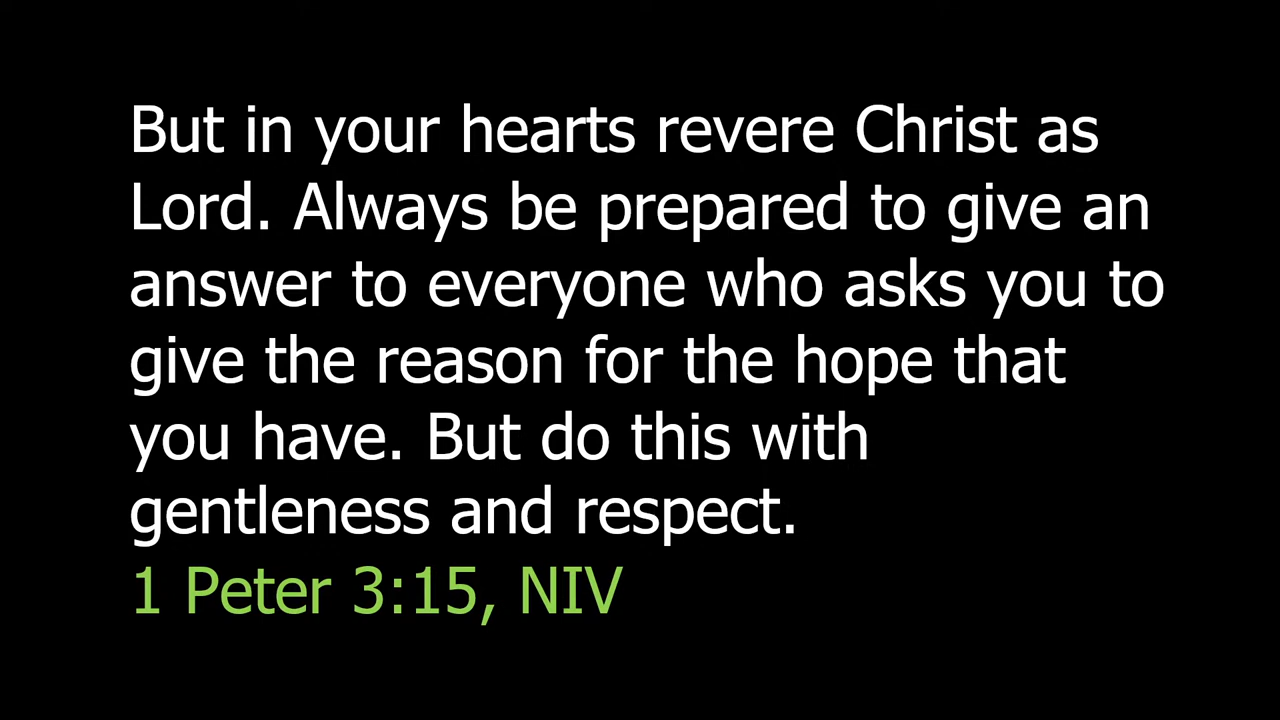 But in your hearts revere Christ as
Lord. Always be prepared to give an
answer to everyone who asks you to
give the reason for the hope that
you have. But do this with
gentleness and respect.
1 Peter 3:15, NIV